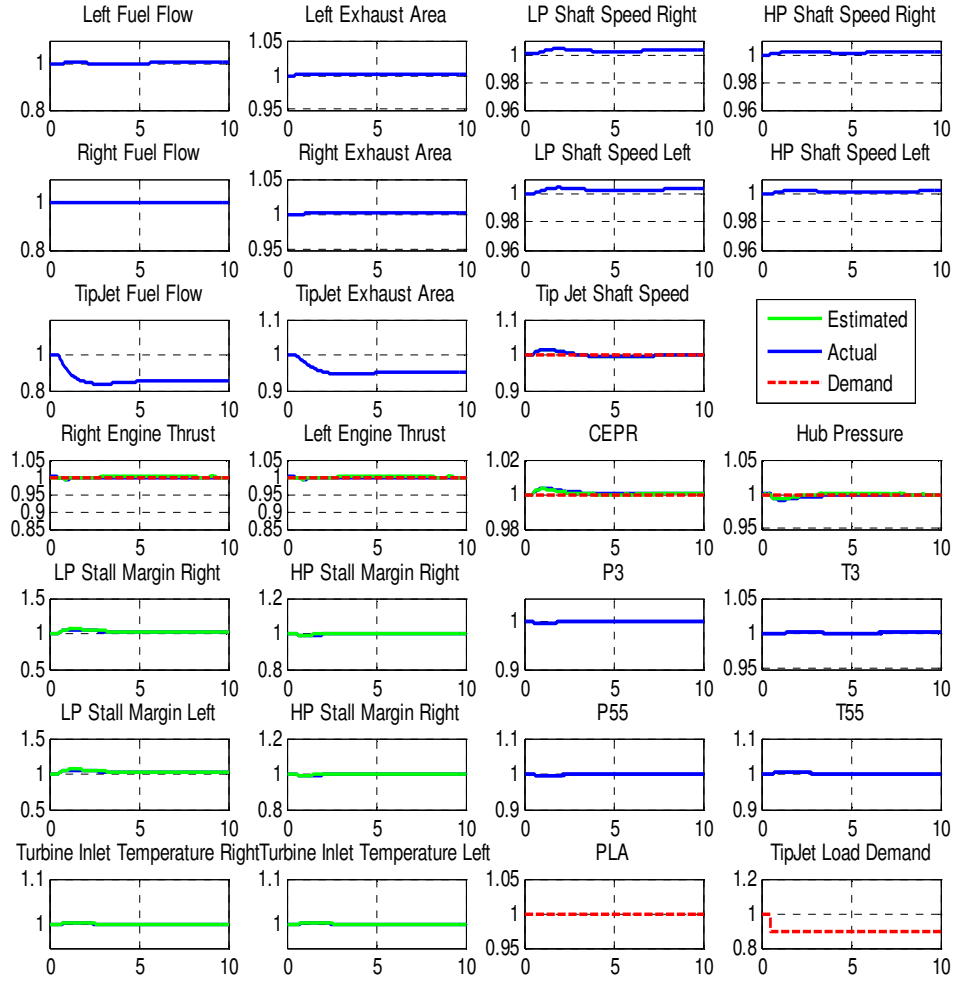 Left Fuel Flow
1
0.8
0 5 10
Left Exhaust Area
1.05
1
0.95
0 5 10
LP Shaft Speed Right
1
0.98
0.96
0 5 10
HP Shaft Speed Right
1
0.98
0.96
0 5 10
Right Fuel Flow
1
0.8
0 5 10
Right Exhaust Area
1.05
1
0.95
0 5 10
LP Shaft Speed Left
1
0.98
0.96
0 5 10
HP Shaft Speed Left
1
0.98
0.96
0 5 10
TipJet Fuel Flow
1
0.8
0 5 10
TipJet Exhaust Area
1.1
1
0.9
0 5 10
Tip Jet Shaft Speed
1.1
1
0.9
0 5 10
Estimated
Actual
Demand
Right Engine Thrust
1.05
1
0.95
0.9
0.85
0 5 10
Left Engine Thrust
1.05
1
0.95
0.9
0.85
0 5 10
CEPR
1.02
1
0.98
0 5 10
Hub Pressure
1.05
1
0.95
0 5 10
LP Stall Margin Right
1.5
1
0.5
0 5 10
HP Stall Margin Right
1.2
1
0.8
0 5 10
P3
1
0.9
0 5 10
T3
1.05
1
0.95
0 5 10
LP Stall Margin Left
1.5
1
0.5
0 5 10
HP Stall Margin Right
1.2
1
0.8
0 5 10
P55
1.1
1
0.9
0 5 10
T55
1.1
1
0.9
0 5 10
Turbine Inlet Temperature Right
1.1
1
0 5 10
Turbine Inlet Temperature Left
1.1
1
0 5 10
PLA
1.05
1
0.95
0 5 10
TipJet Load Demand
1.2
1
0.8
0 5 10